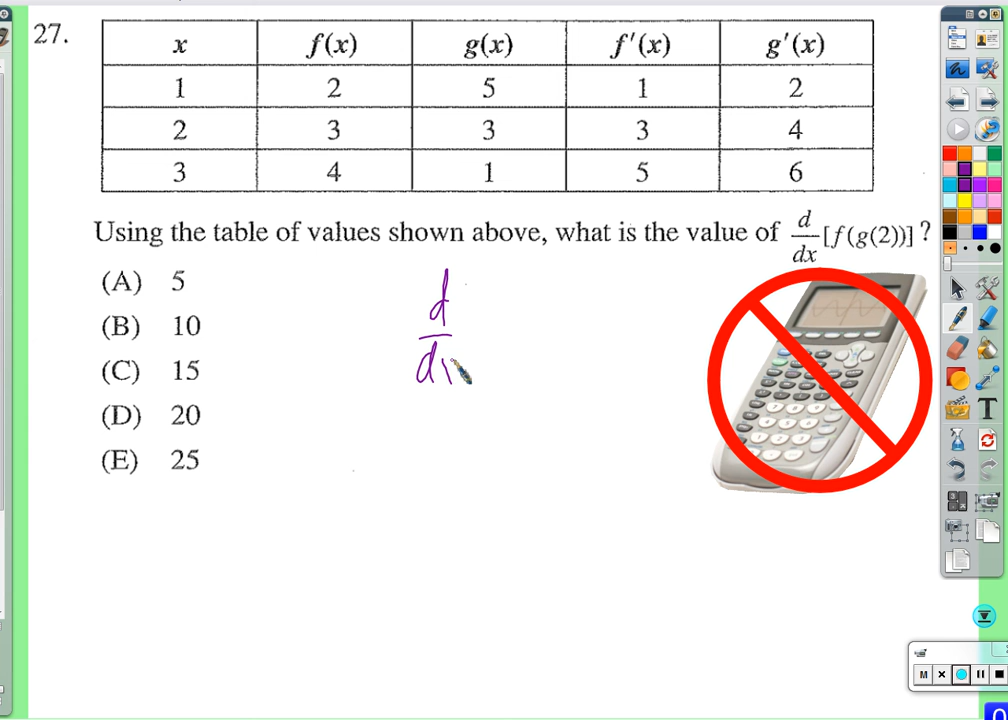 27.
x f(x) g(x) f'(x) g'(x)
1 2 5 1 2
2 3 3 3 4
3 4 1 5 6
Using the table of values shown above, what is the value of d/dx [f(g(2))] ?
(A) 5
(B) 10
(C) 15
(D) 20
(E) 25
d
T
M